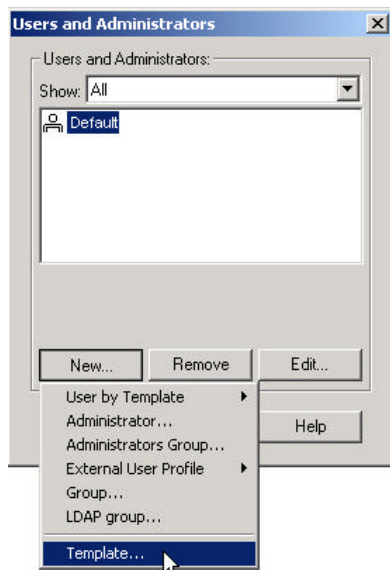 Users and Administrators
Users and Administrators:
Show: All
Default
New... Remove Edit...
User by Template
Administrator...
Help
Administrators Group...
External User Profile
Group...
LDAP group...
Template...